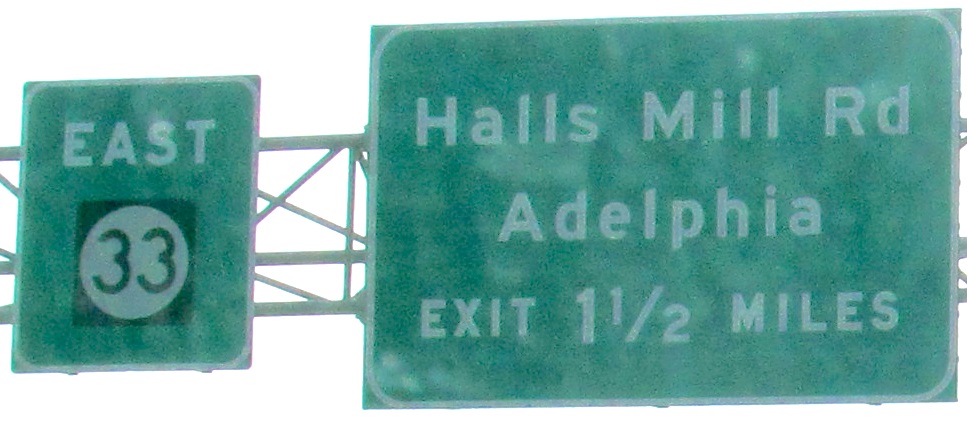 EAST
33
Halls Mill Rd
Adelphia
EXIT 1 1/2 MILES